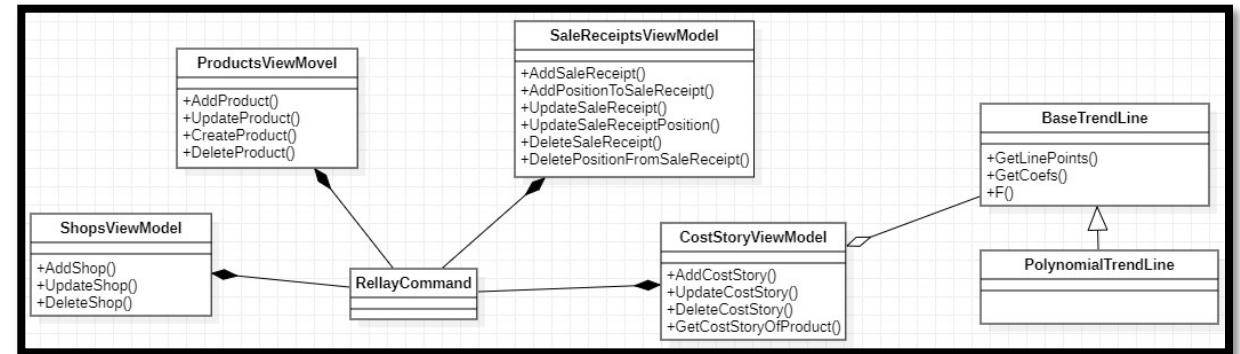 SaleReceiptsViewModel
+AddSaleReceipt()
+AddPositionToSaleReceipt()
+UpdateSaleReceipt()
+UpdateSaleReceiptPosition()
+DeleteSaleReceipt()
+DeletePositionFromSaleReceipt()
ProductsViewMovel
+AddProduct()
+UpdateProduct()
+CreateProduct()
+DeleteProduct()
BaseTrendLine
+GetLinePoints()
+GetCoefs()
+F()
ShopsViewModel
+AddShop()
+UpdateShop()
+DeleteShop()
RellayCommand
CostStoryViewModel
+AddCostStory()
+UpdateCostStory()
+DeleteCostStory()
+GetCostStoryOfProduct()
PolynomialTrendLine